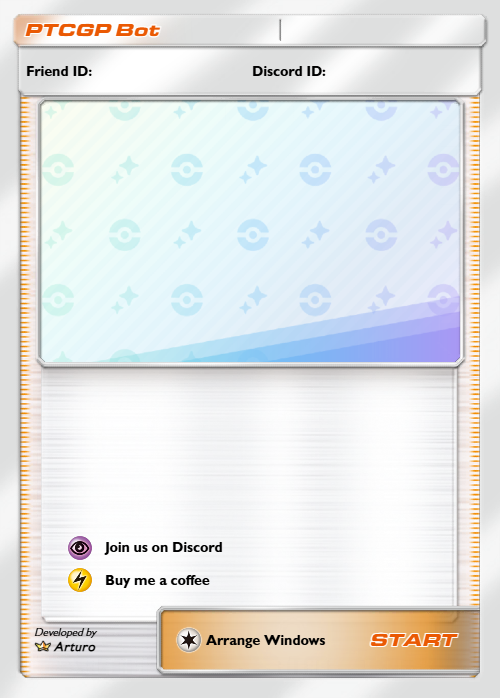 PTCGP Bot
Friend ID: Discord ID:
Join us on Discord
Buy me a coffee
Developed by
Arturo
Arrange Windows START